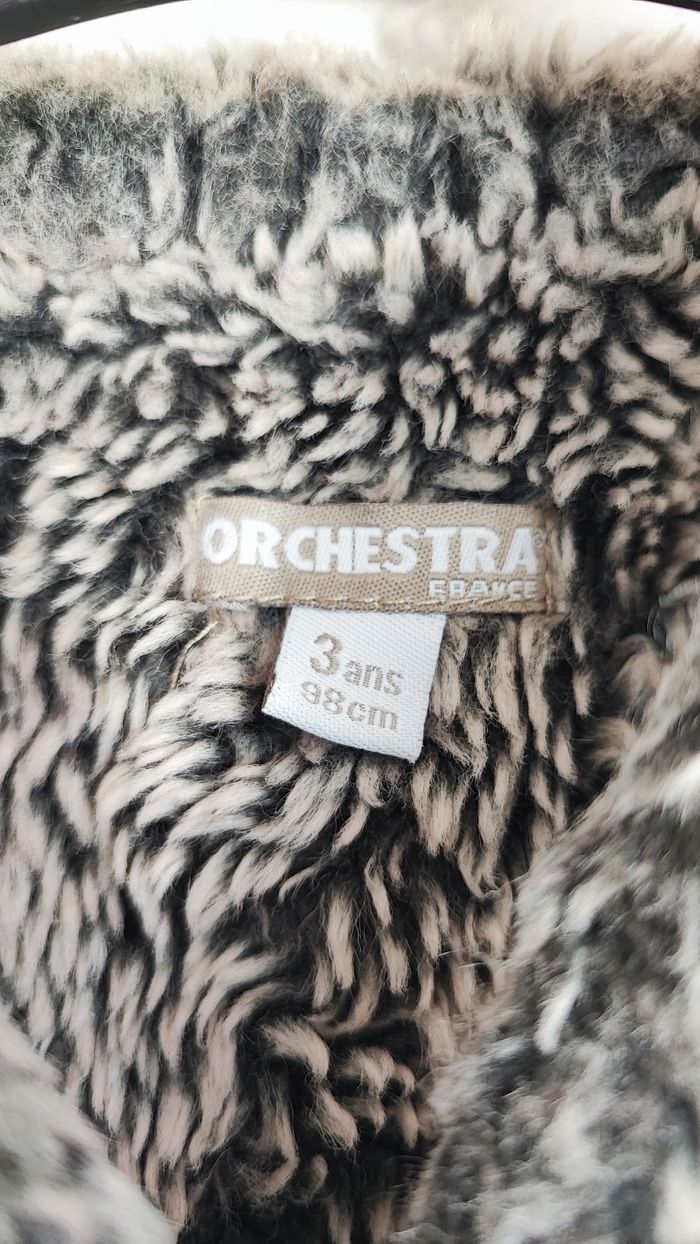 ORCHESTRA
FRANCE
3 ans
98cm